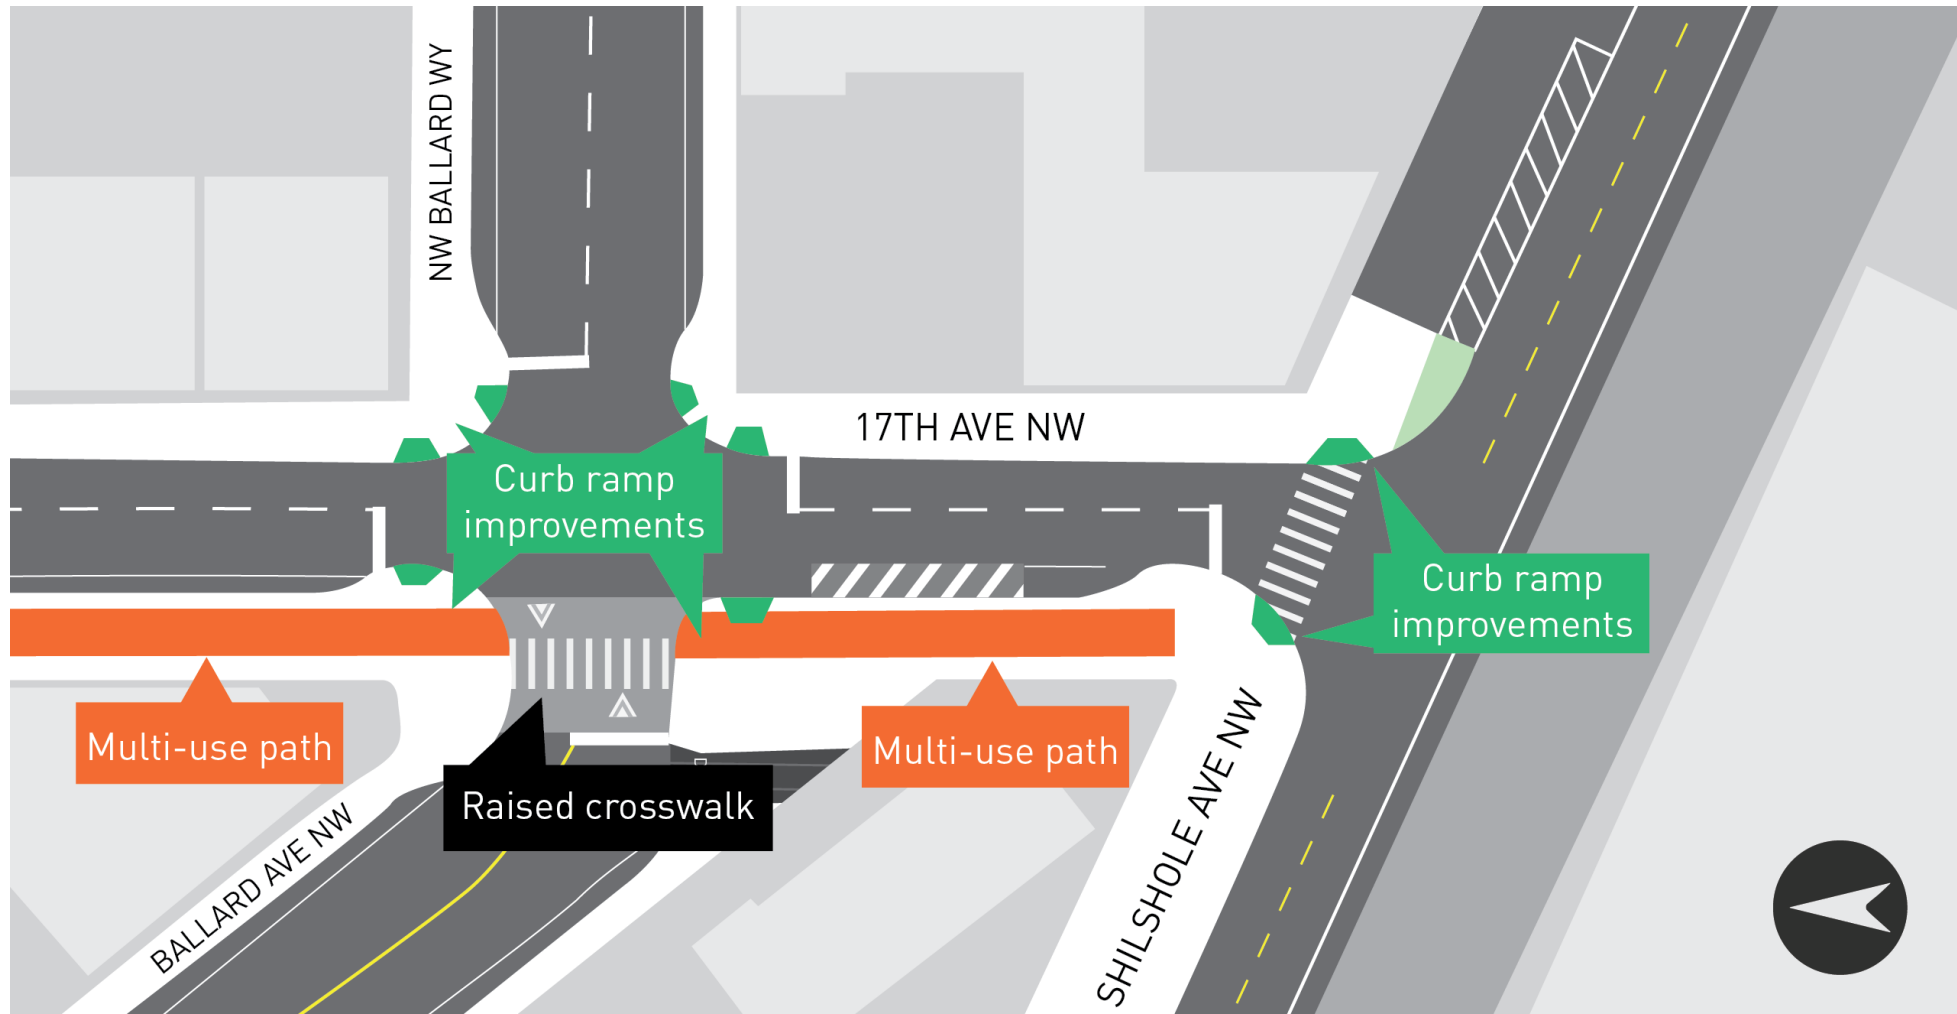 NW BALLARD WY
17TH AVE NW
Curb ramp
improvements
Curb ramp
improvements
Multi-use path
Multi-use path
Raised crosswalk
BALLARD AVE NW
SHILSHOLE AVE NW